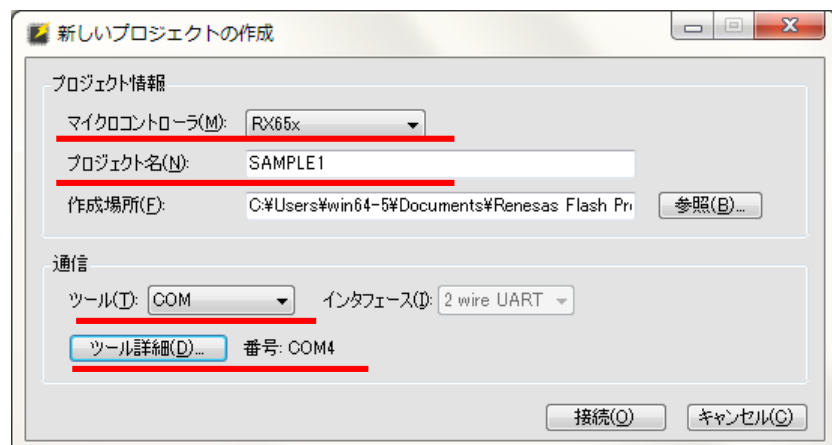 新しいプロジェクトの作成
プロジェクト情報
マイクロコントローラ(M): RX65x
プロジェクト名(N): SAMPLE1
作成場所(F): C:¥Users¥win64-5¥Documents¥Renesas Flash Pr 参照(B)...
通信
ツール(T): COM インタフェース(I): 2 wire UART
ツール詳細(D)... 番号: COM4
接続(O) キャンセル(C)